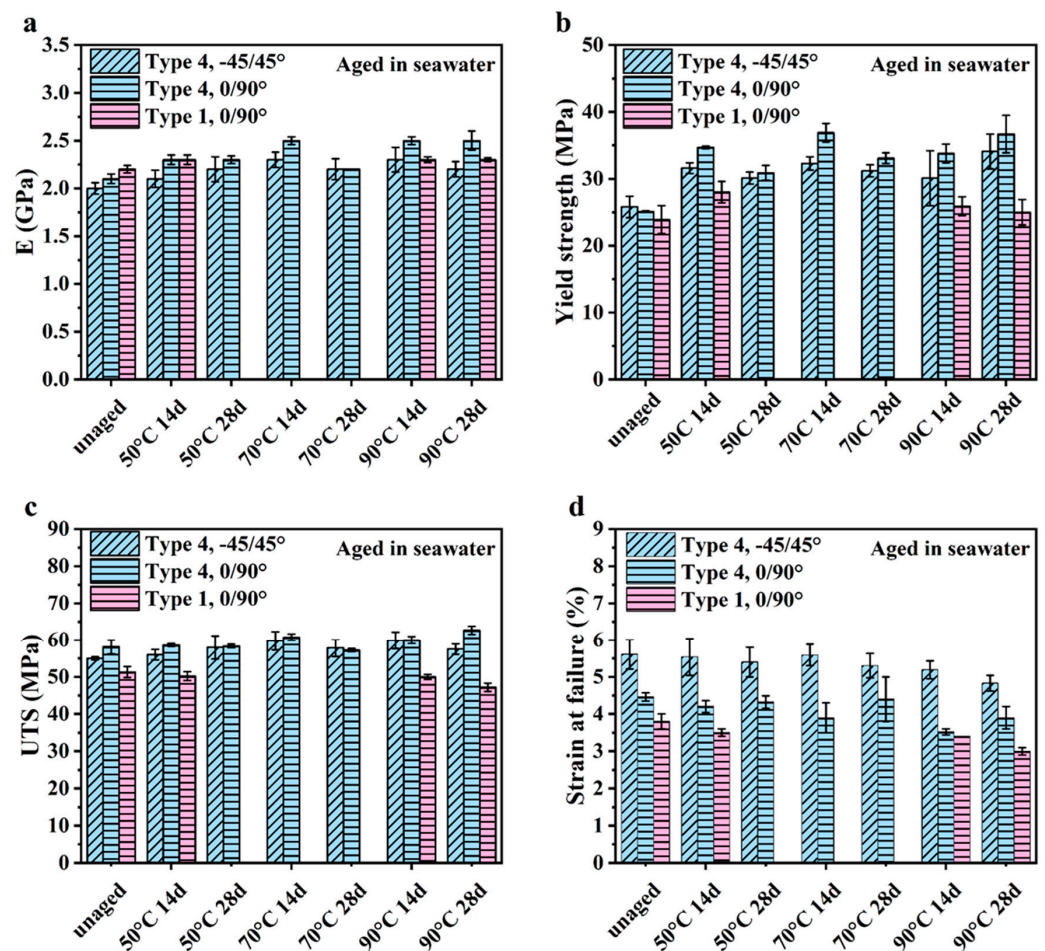 a
E (GPa)
3.5
3.0
2.5
2.0
1.5
1.0
0.5
0.0
Type 4, -45/45°
Type 4, 0/90°
Type 1, 0/90°
Aged in seawater
unaged
50°C 14d
50°C 28d
70°C 14d
70°C 28d
90°C 14d
90°C 28d
b
Yield strength (MPa)
50
40
30
20
10
0
Type 4, -45/45°
Type 4, 0/90°
Type 1, 0/90°
Aged in seawater
unaged
50C 14d
50C 28d
70C 14d
70C 28d
90C 14d
90C 28d
c
UTS (MPa)
90
80
70
60
50
40
30
20
10
0
Type 4, -45/45°
Type 4, 0/90°
Type 1, 0/90°
Aged in seawater
unaged
50°C 14d
50°C 28d
70°C 14d
70°C 28d
90°C 14d
90°C 28d
d
Strain at failure (%)
9
8
7
6
5
4
3
2
1
0
Type 4, -45/45°
Type 4, 0/90°
Type 1, 0/90°
Aged in seawater
unaged
50°C 14d
50°C 28d
70°C 14d
70°C 28d
90°C 14d
90°C 28d